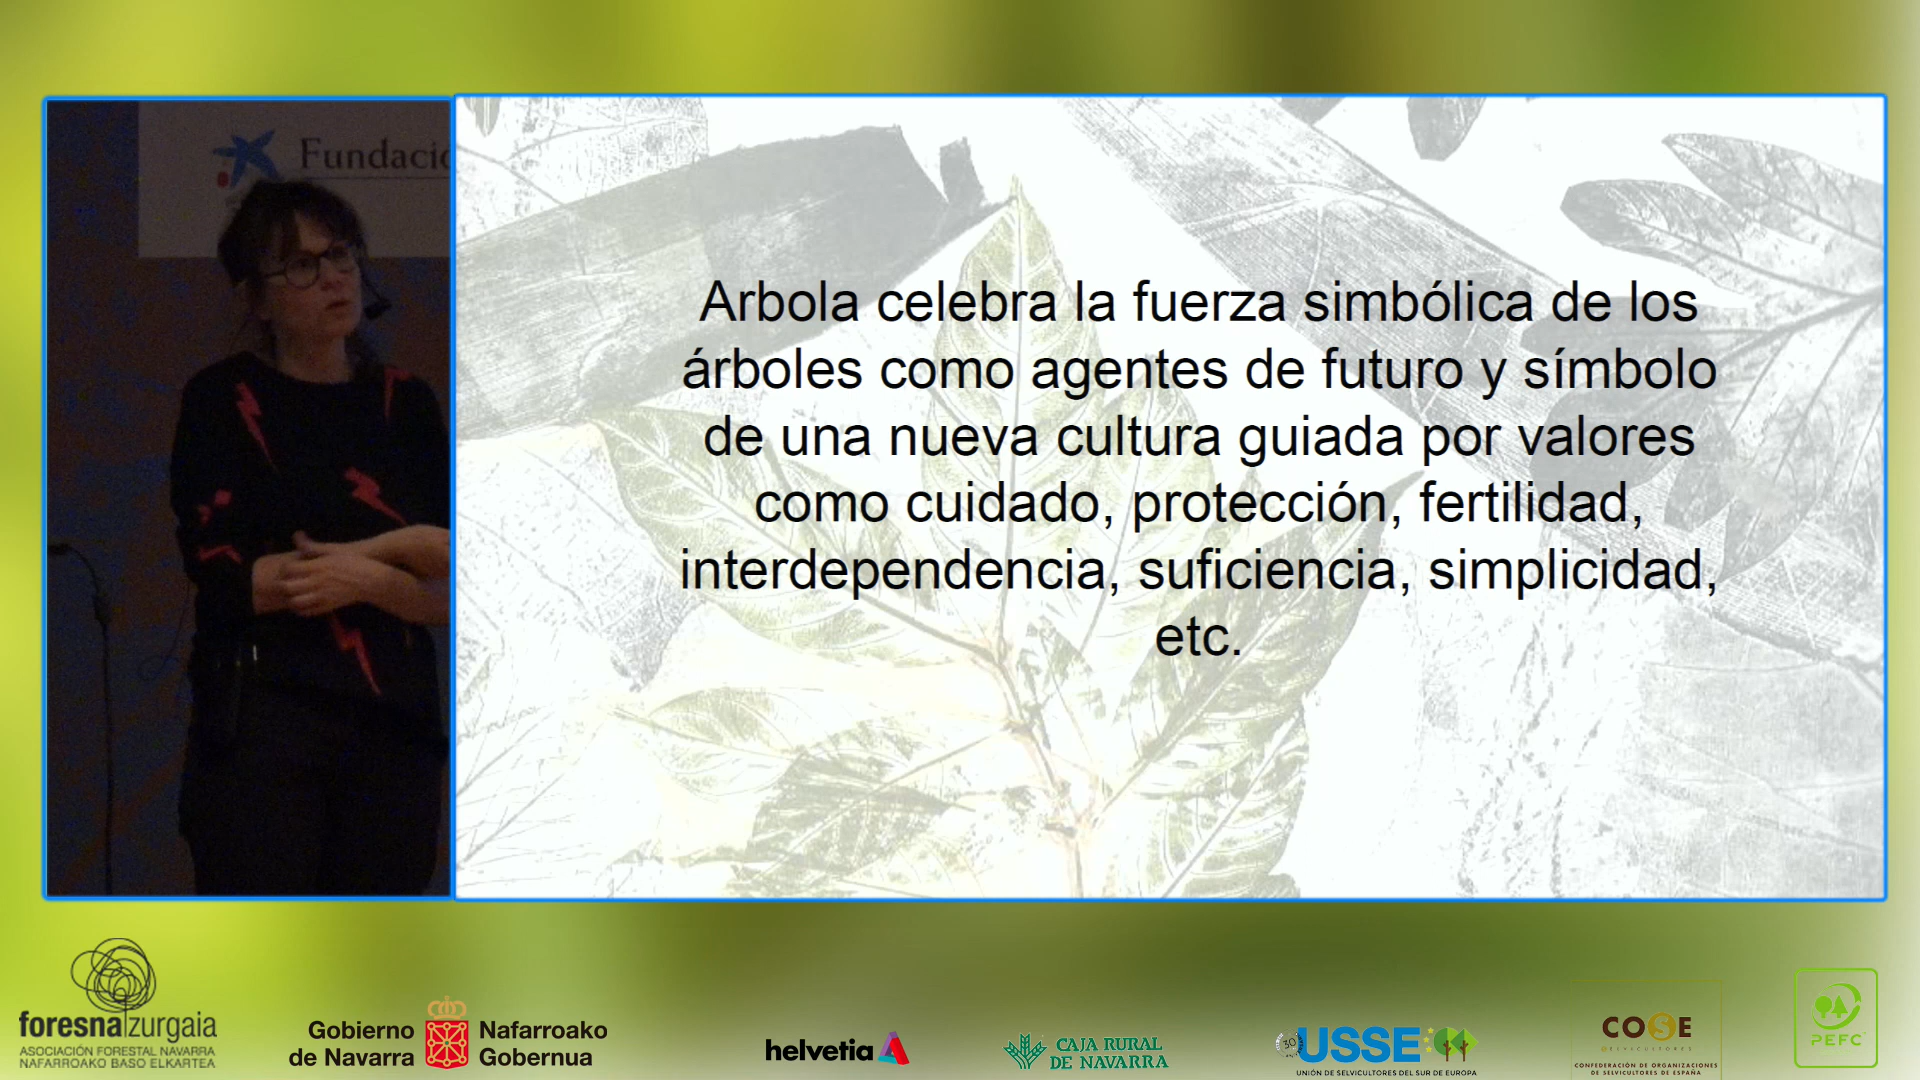 Fundació
Arbola celebra la fuerza simbólica de los
árboles como agentes de futuro y símbolo
de una nueva cultura guiada por valores
como cuidado, protección, fertilidad,
interdependencia, suficiencia, simplicidad,
etc.
foresna zurgaia
ASOCIACIÓN FORESTAL NAVARRA
NAFARROAKO BASO ELKARTEA
Gobierno
de Navarra
Nafarroako
Gobernua
helvetia
CAJA RURAL
DE NAVARRA
30
USSE
UNIÓN DE SELVICULTORES DEL SUR DE EUROPA
COSE
SELVICULTORES
CONFEDERACIÓN DE ORGANIZACIONES
DE SELVICULTORES DE ESPAÑA
PEFC